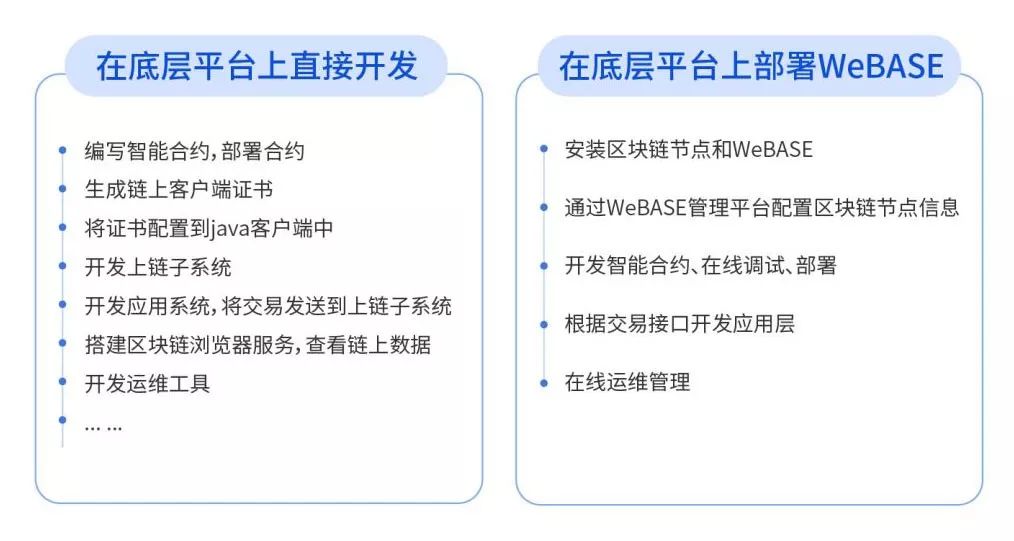 在底层平台上直接开发
编写智能合约，部署合约
生成链上客户端证书
将证书配置到java客户端中
开发上链子系统
开发应用系统，将交易发送到上链子系统
搭建区块链浏览器服务，查看链上数据
开发运维工具
... ...
在底层平台上部署WeBASE
安装区块链节点和WeBASE
通过WeBASE管理平台配置区块链节点信息
开发智能合约、在线调试、部署
根据交易接口开发应用层
在线运维管理